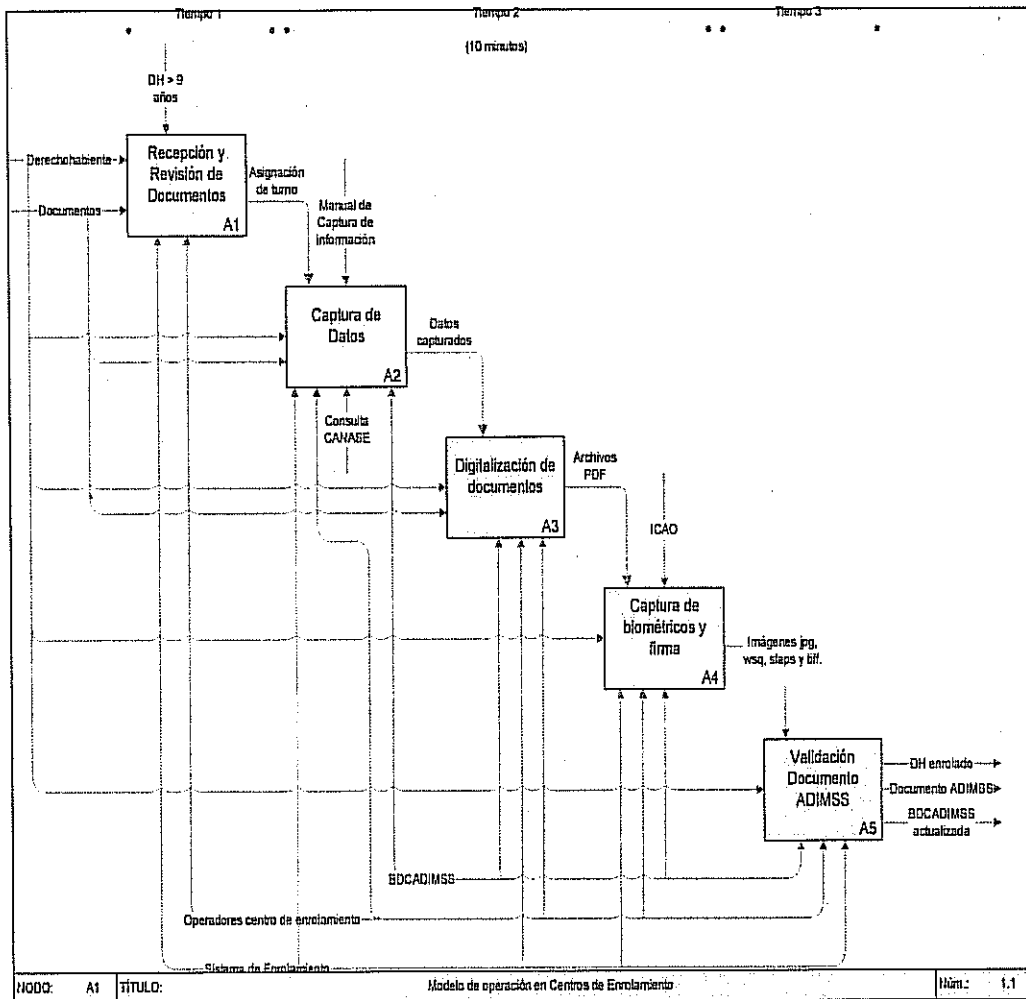 Tiempo 1
Tiempo 2
Tiempo 3
(10 minutos)
DH > 9
años
Derechohabiente
Documentos
Recepción y
Revisión de
Documentos
A1
Asignación
de turno
Manual de
Captura de
información
Captura de
Datos
A2
Datos
capturados
Consulta
CANASE
Digitalización de
documentos
A3
Archivos
PDF
ICAO
Captura de
biométricos y
firma
A4
Imágenes jpg,
wsq, slaps y tiff.
Validación
Documento
ADIMSS
A5
DH enrolado
Documento ADIMSS
BDCADIMSS
actualizada
BDCADIMSS
Operadores centro de enrolamiento
Sistema de Enrolamiento
NODO: A1 TÍTULO: Modelo de operación en Centros de Enrolamiento Núm.: 1.1